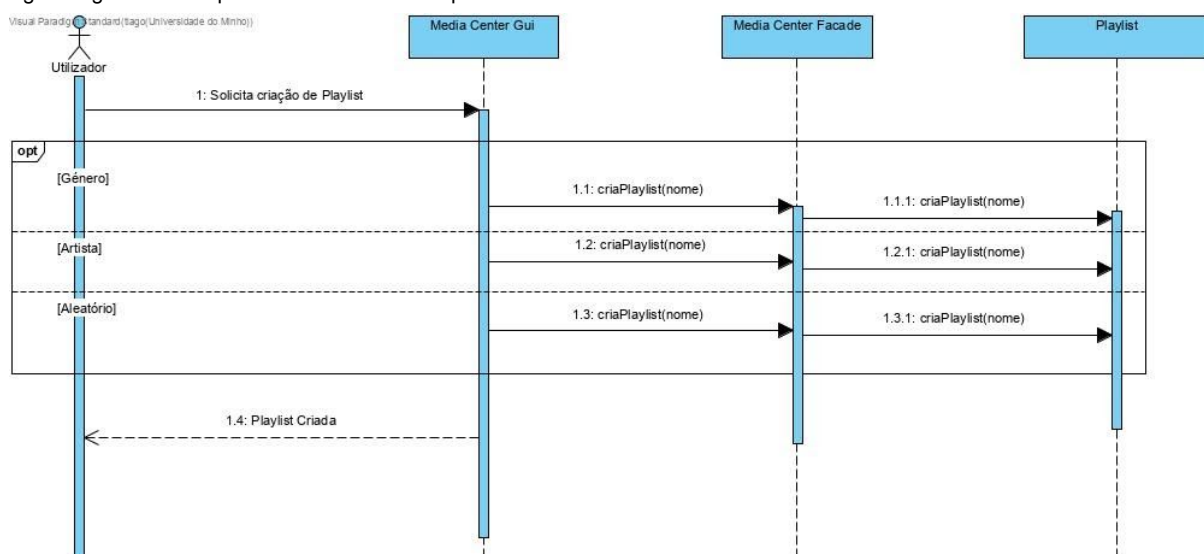 Visual Paradigm Standard(tiago(Universidade do Minho))
Utilizador
Media Center Gui
Media Center Facade
Playlist
1: Solicita criação de Playlist
opt
[Género]
1.1: criaPlaylist(nome)
1.1.1: criaPlaylist(nome)
[Artista]
1.2: criaPlaylist(nome)
1.2.1: criaPlaylist(nome)
[Aleatório]
1.3: criaPlaylist(nome)
1.3.1: criaPlaylist(nome)
1.4: Playlist Criada